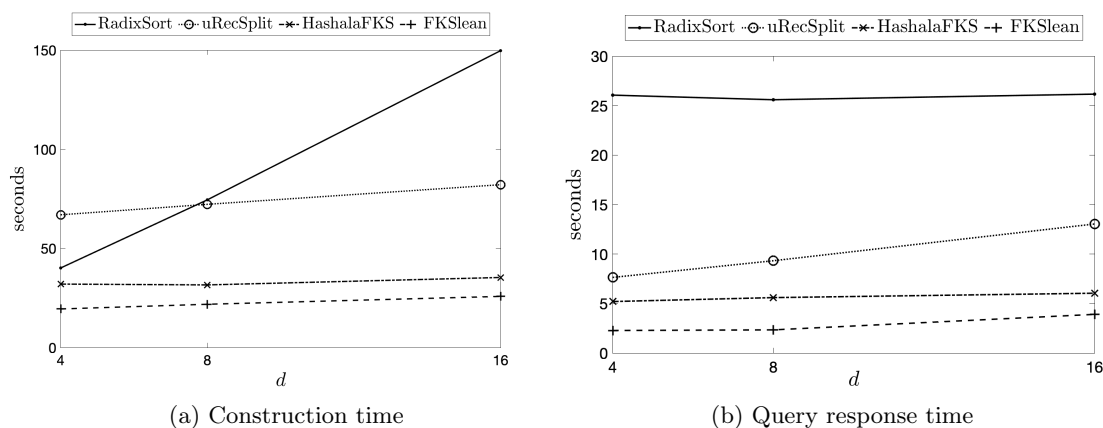 RadixSort uRecSplit HashalaFKS FKSlean
150
100
50
0
seconds
4 8 16
d
(a) Construction time
RadixSort uRecSplit HashalaFKS FKSlean
30
25
20
15
10
5
0
seconds
4 8 16
d
(b) Query response time